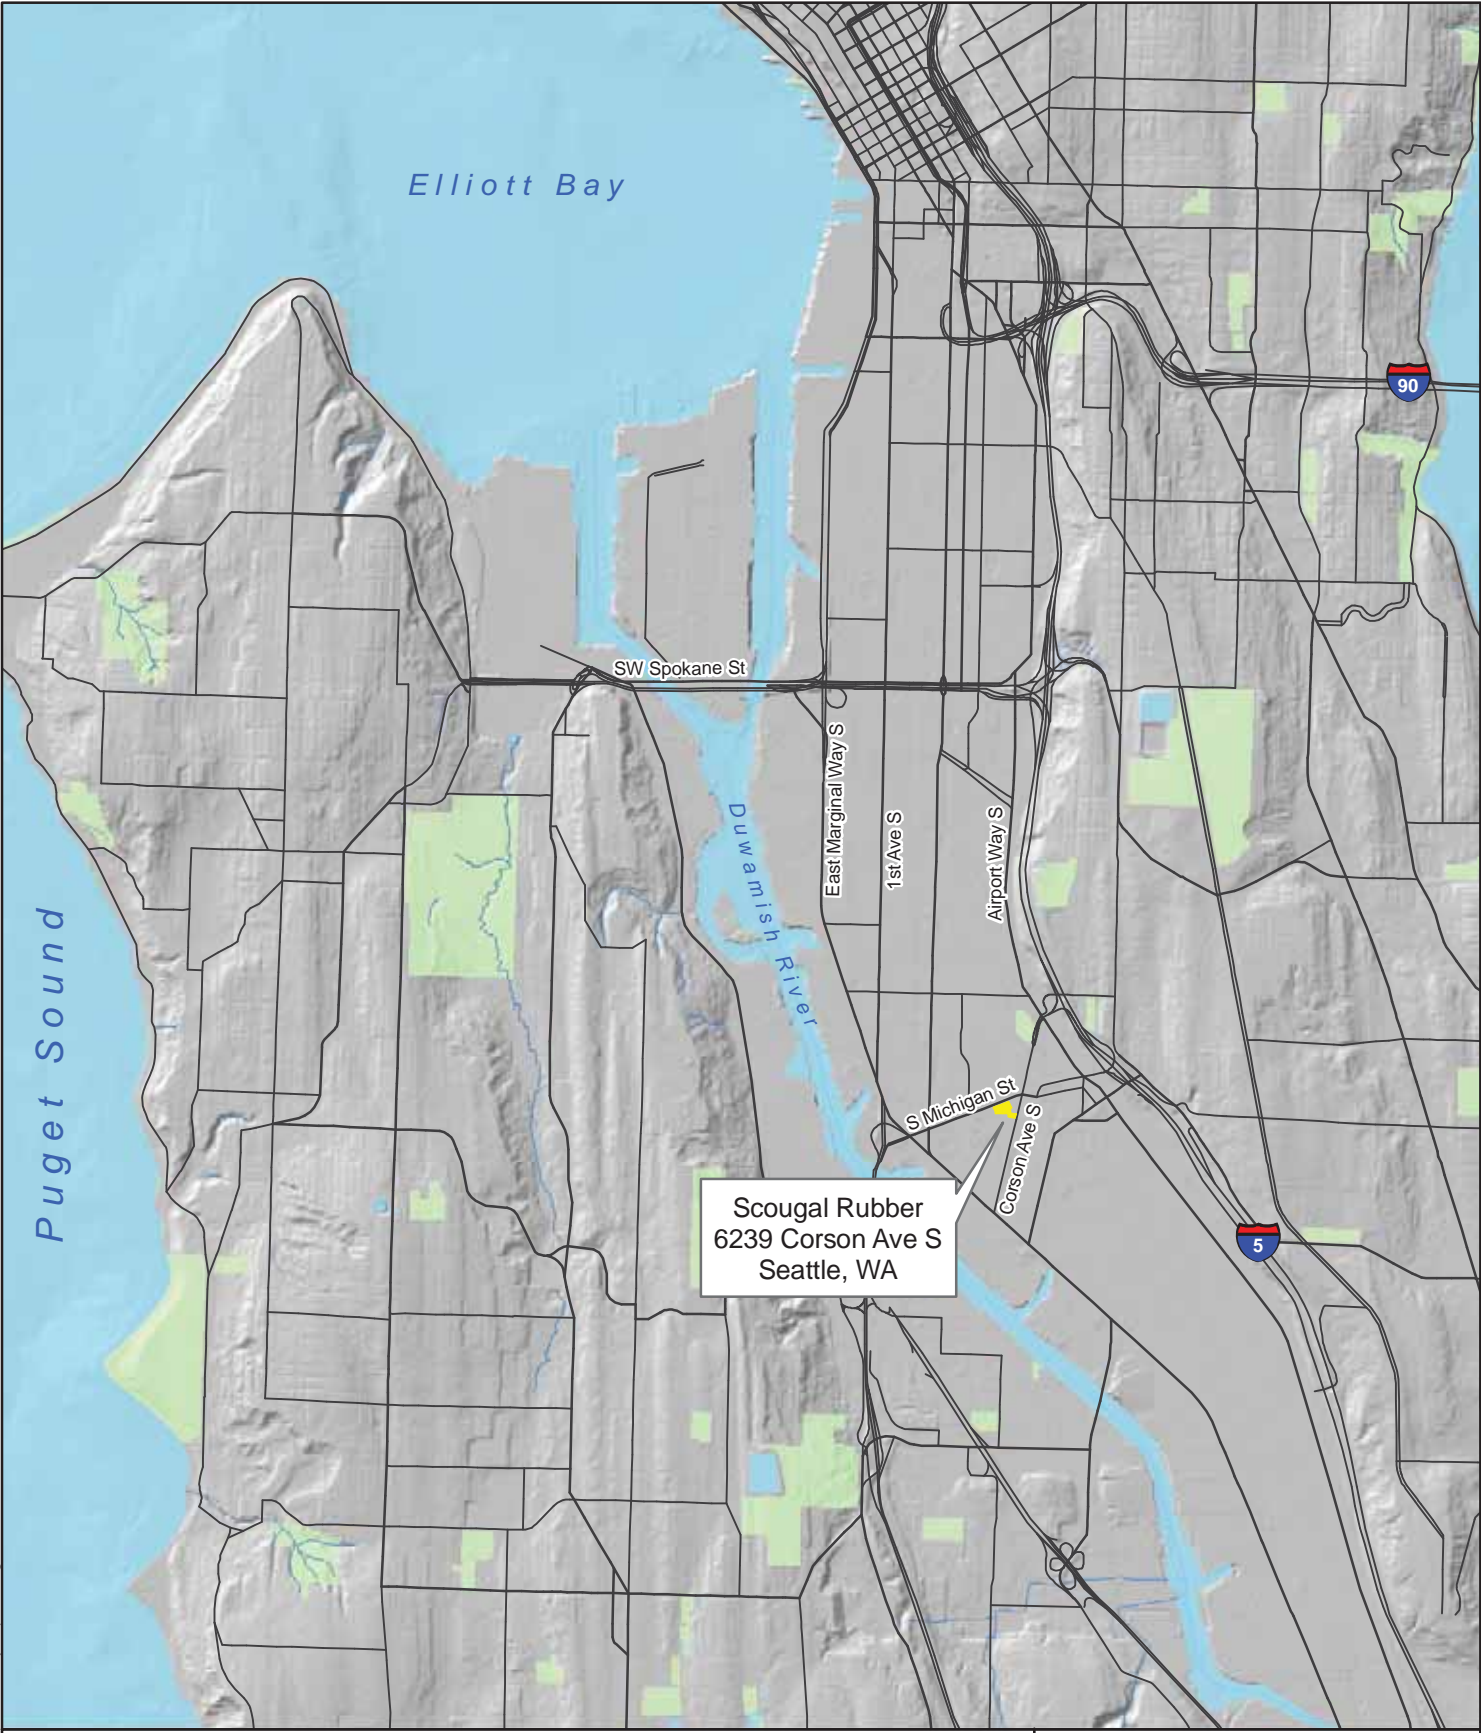 Elliott Bay
90
SW Spokane St
East Marginal Way S
1st Ave S
Airport Way S
Duwamish River
Puget Sound
S Michigan St
Corson Ave S
Scougal Rubber
6239 Corson Ave S
Seattle, WA
5